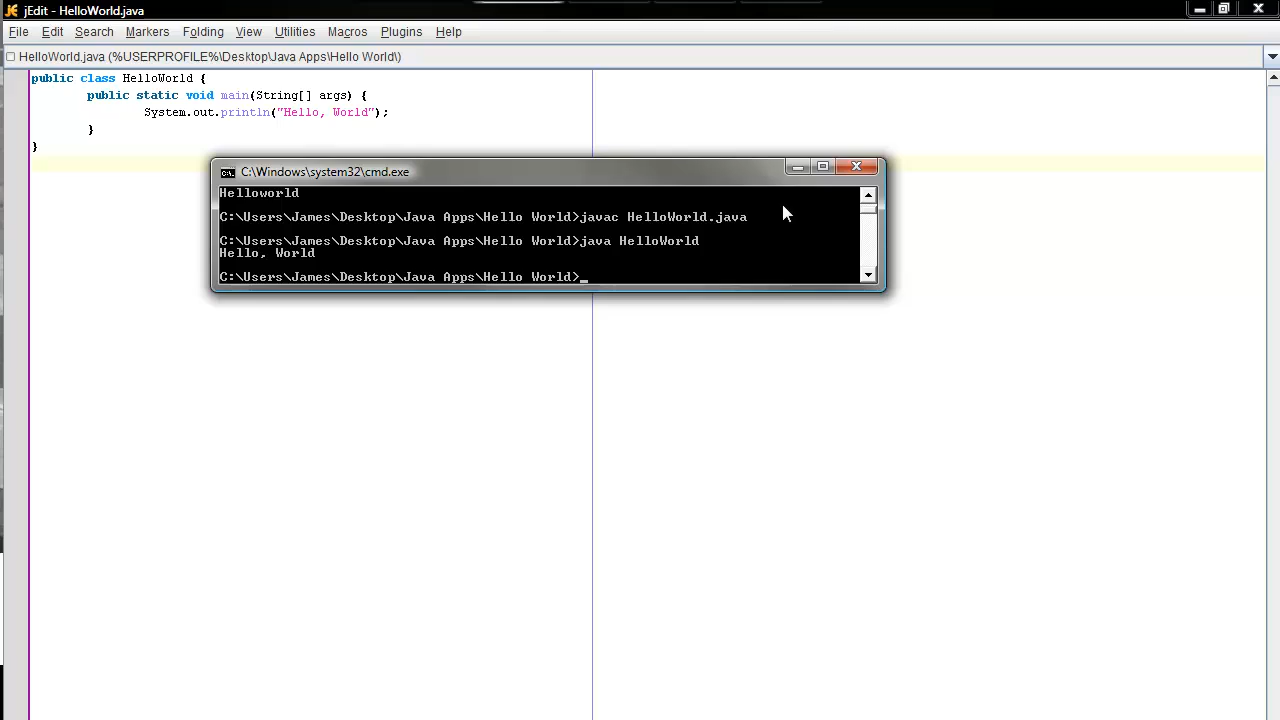 jEdit - HelloWorld.java
File Edit Search Markers Folding View Utilities Macros Plugins Help
HelloWorld.java (%USERPROFILE%\Desktop\Java Apps\Hello World\)
public class HelloWorld {
public static void main(String[] args) {
System.out.println("Hello, World");
}
}
C:\Windows\system32\cmd.exe
Helloworld
C:\Users\James\Desktop\Java Apps\Hello World>javac HelloWorld.java
C:\Users\James\Desktop\Java Apps\Hello World>java HelloWorld
Hello, World
C:\Users\James\Desktop\Java Apps\Hello World>_